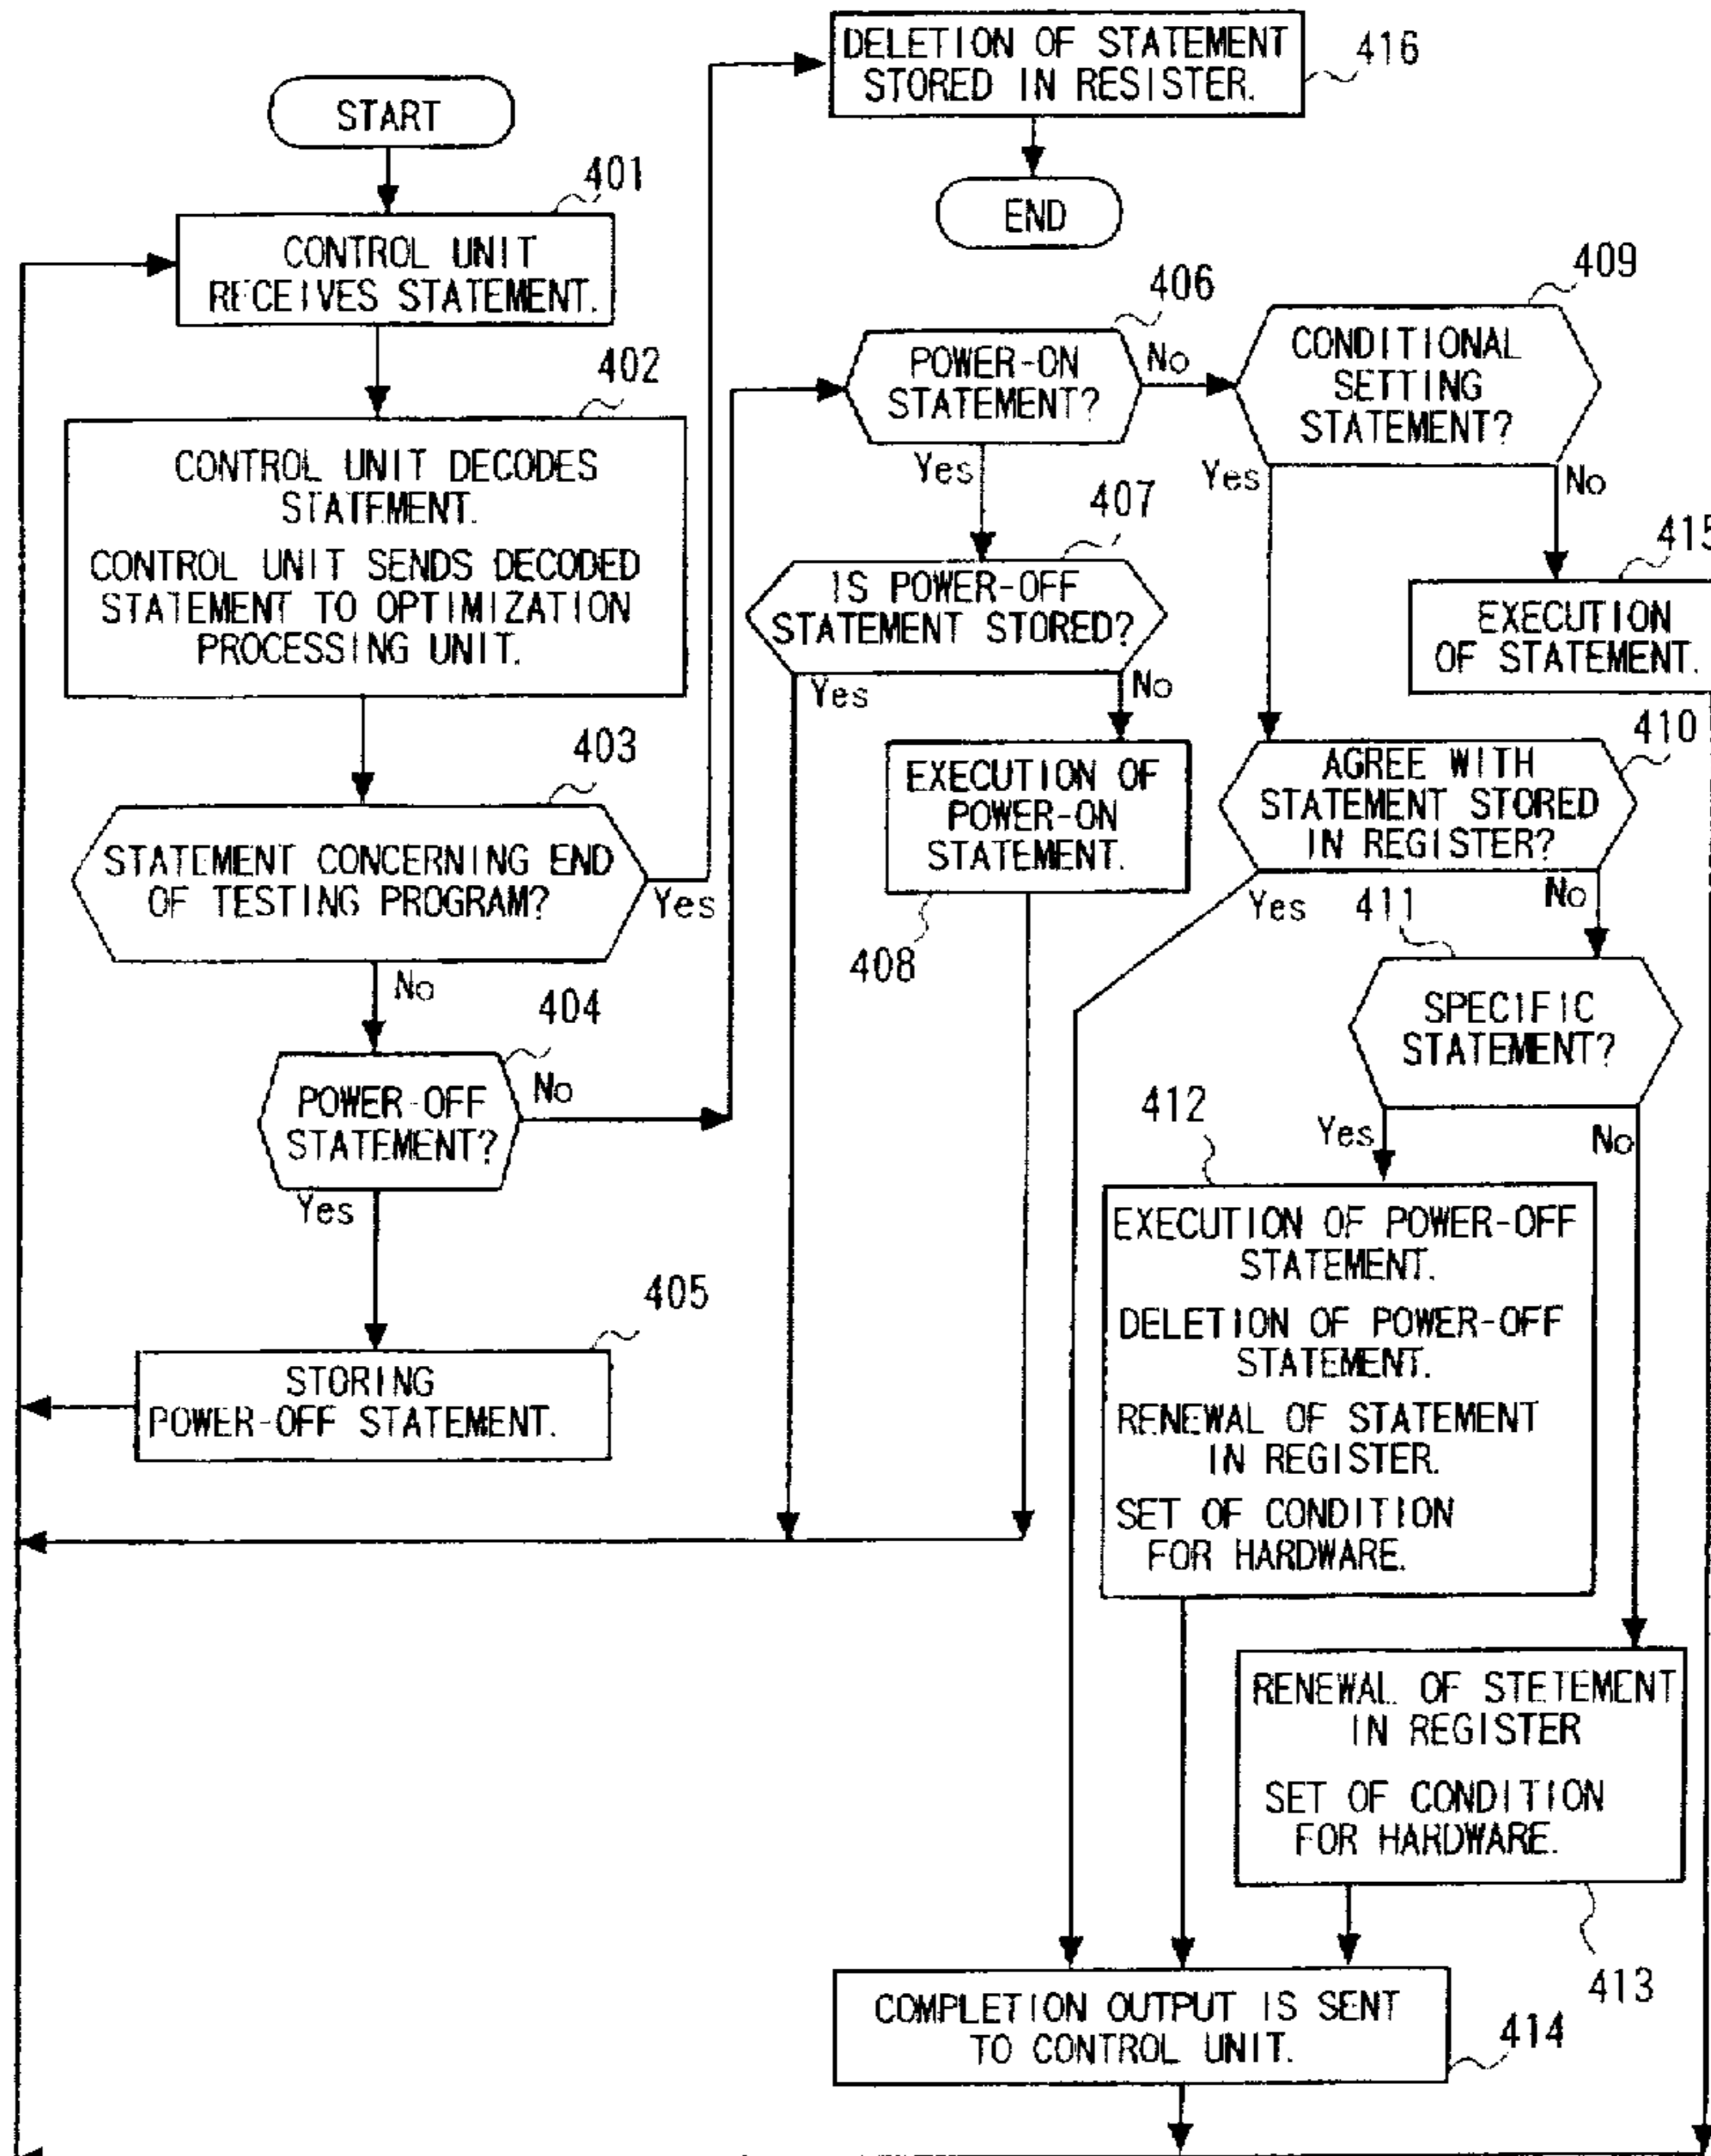 START
401
CONTROL UNIT
RECEIVES STATEMENT.
402
CONTROL UNIT DECODES
STATEMENT.
CONTROL UNIT SENDS DECODED
STATEMENT TO OPTIMIZATION
PROCESSING UNIT.
403
STATEMENT CONCERNING END
OF TESTING PROGRAM?
Yes
No
404
POWER-OFF
STATEMENT?
No
Yes
405
STORING
POWER-OFF STATEMENT.
DELETION OF STATEMENT
STORED IN RESISTER.
416
END
406
POWER-ON
STATEMENT?
No
Yes
407
IS POWER-OFF
STATEMENT STORED?
Yes
No
EXECUTION OF
POWER-ON
STATEMENT.
408
409
CONDITIONAL
SETTING
STATEMENT?
Yes
No
415
EXECUTION
OF STATEMENT.
410
AGREE WITH
STATEMENT STORED
IN REGISTER?
Yes
No
411
SPECIFIC
STATEMENT?
Yes
No
412
EXECUTION OF POWER-OFF
STATEMENT.
DELETION OF POWER-OFF
STATEMENT.
RENEWAL OF STATEMENT
IN REGISTER.
SET OF CONDITION
FOR HARDWARE.
RENEWAL OF STETEMENT
IN REGISTER
SET OF CONDITION
FOR HARDWARE.
413
COMPLETION OUTPUT IS SENT
TO CONTROL UNIT.
414